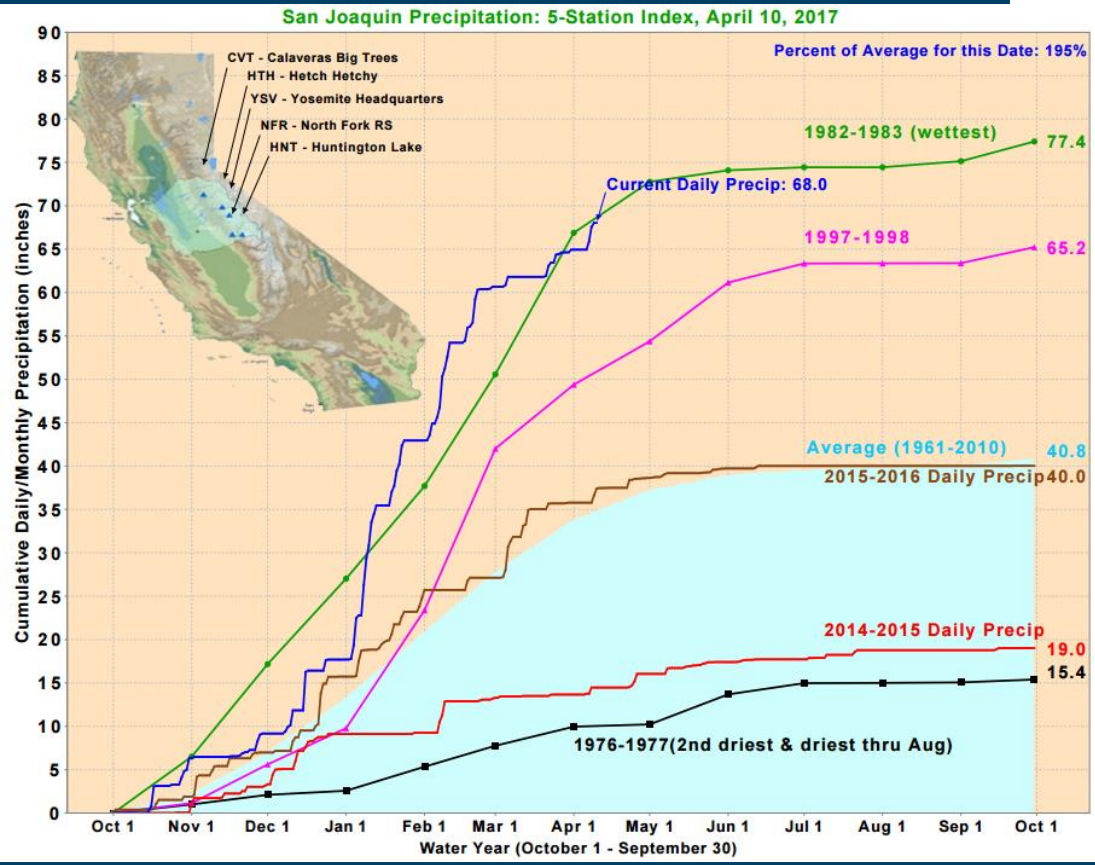 San Joaquin Precipitation: 5-Station Index, April 10, 2017
Percent of Average for this Date: 195%
Cumulative Daily/Monthly Precipitation (inches)
90
85
80
75
70
65
60
55
50
45
40
35
30
25
20
15
10
5
0
CVT - Calaveras Big Trees
HTH - Hetch Hetchy
YSV - Yosemite Headquarters
NFR - North Fork RS
HNT - Huntington Lake
1982-1983 (wettest) 77.4
Current Daily Precip: 68.0
1997-1998 65.2
Average (1961-2010) 40.8
2015-2016 Daily Precip 40.0
2014-2015 Daily Precip 19.0
15.4
1976-1977(2nd driest & driest thru Aug)
Oct 1 Nov 1 Dec 1 Jan 1 Feb 1 Mar 1 Apr 1 May 1 Jun 1 Jul 1 Aug 1 Sep 1 Oct 1
Water Year (October 1 - September 30)